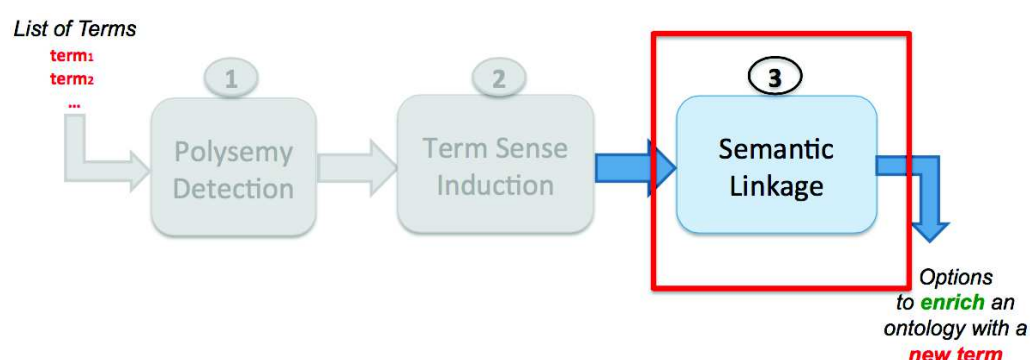 List of Terms
term1
term2
...
1
Polysemy
Detection
2
Term Sense
Induction
3
Semantic
Linkage
Options
to enrich an
ontology with a
new term